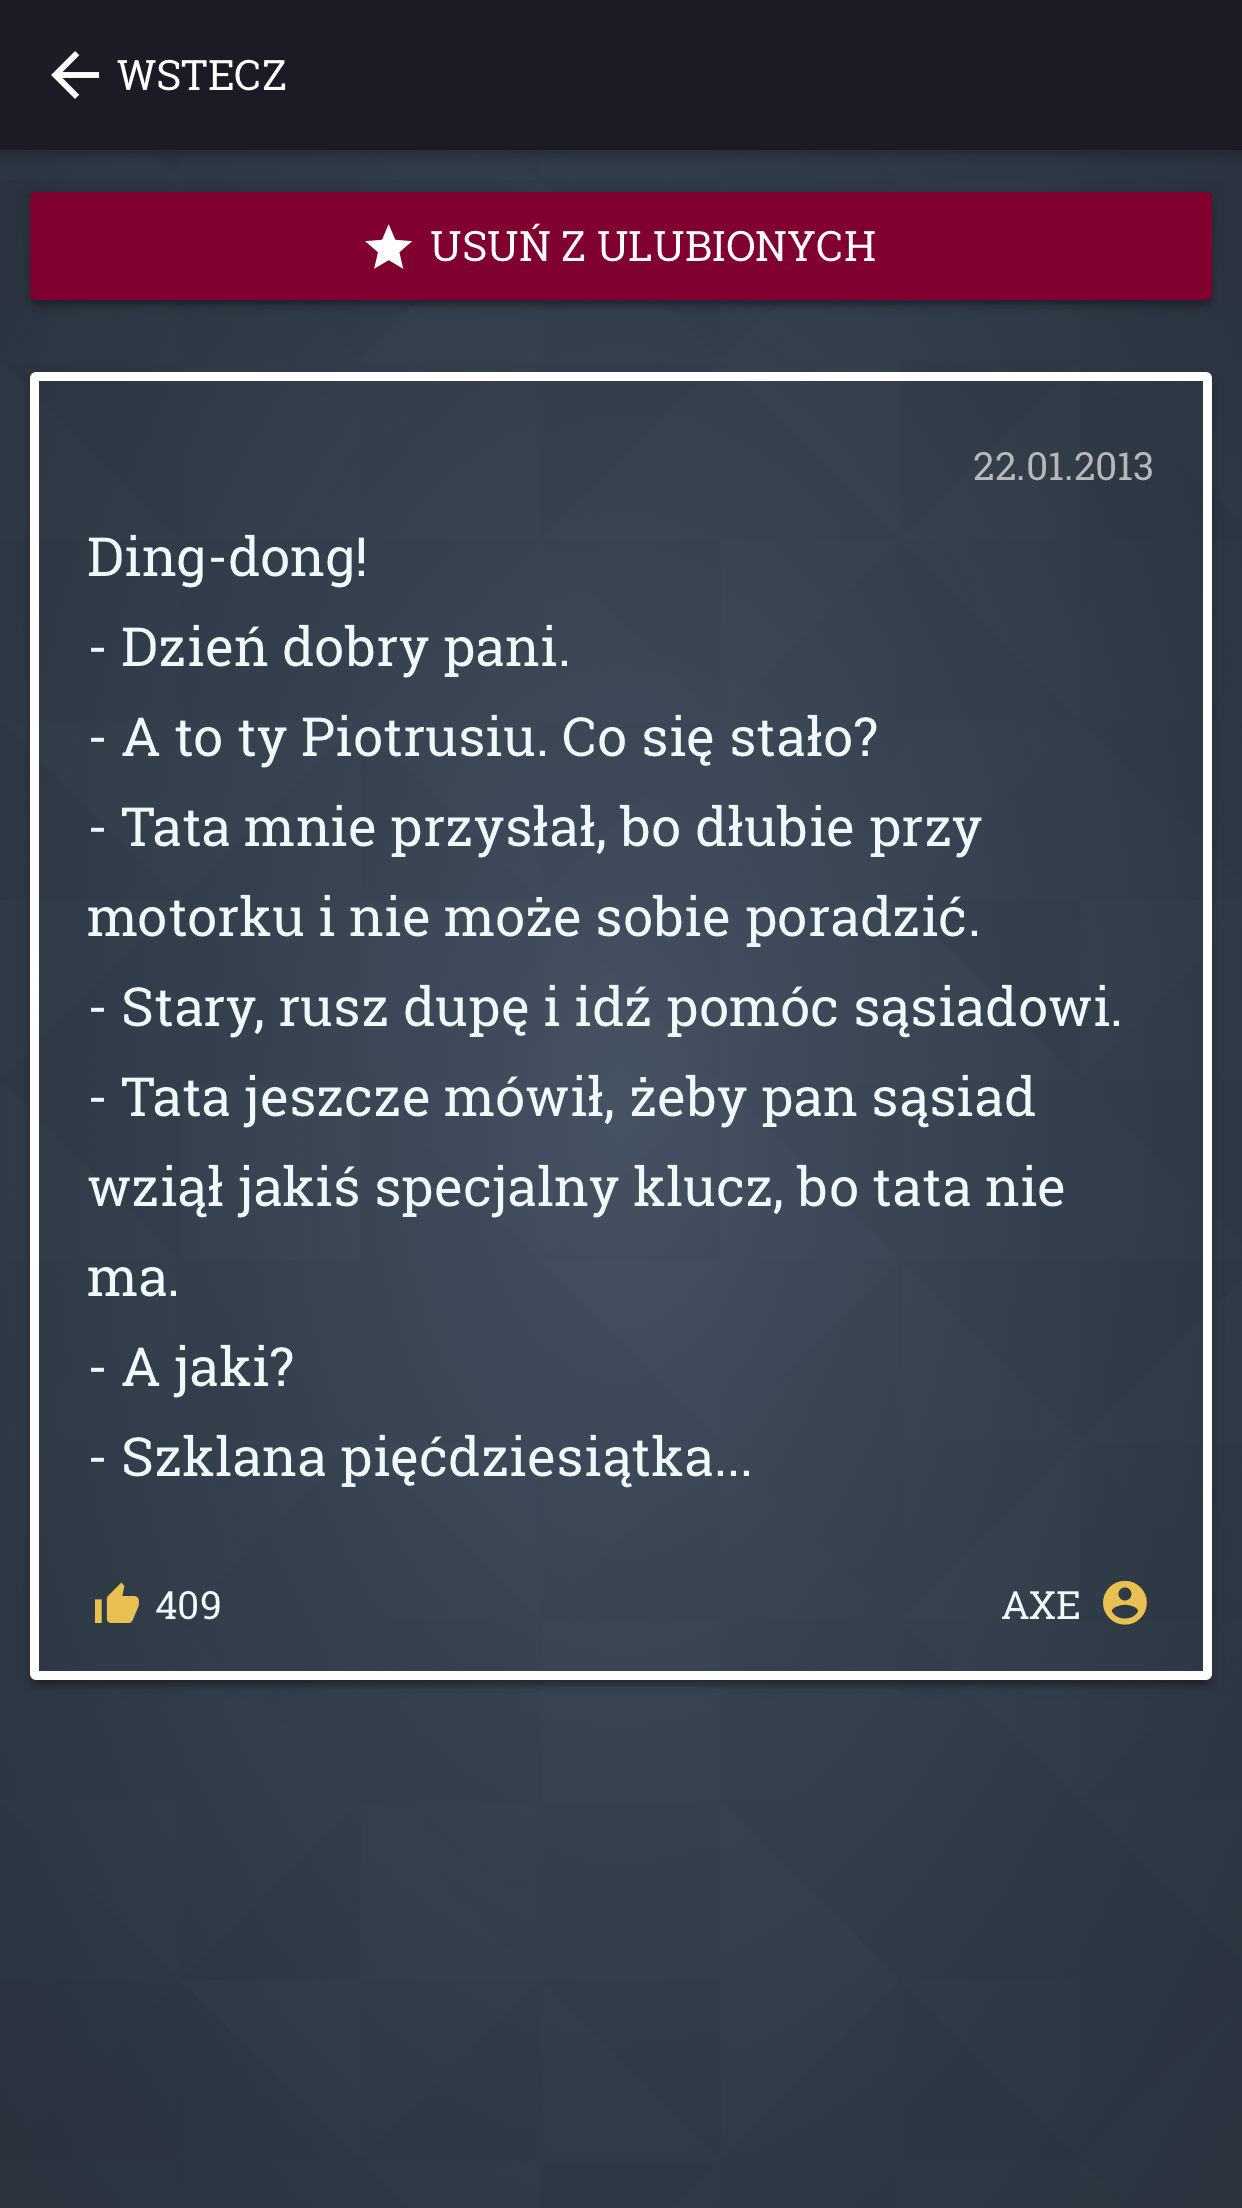 WSTECZ
USUŃ Z ULUBIONYCH
22.01.2013
Ding-dong!
- Dzień dobry pani.
- A to ty Piotrusiu. Co się stało?
- Tata mnie przysłał, bo dłubie przy
motorku i nie może sobie poradzić.
- Stary, rusz dupę i idź pomóc sąsiadowi.
- Tata jeszcze mówił, żeby pan sąsiad
wziął jakiś specjalny klucz, bo tata nie
ma.
- A jaki?
- Szklana pięćdziesiątka...
409
AXE